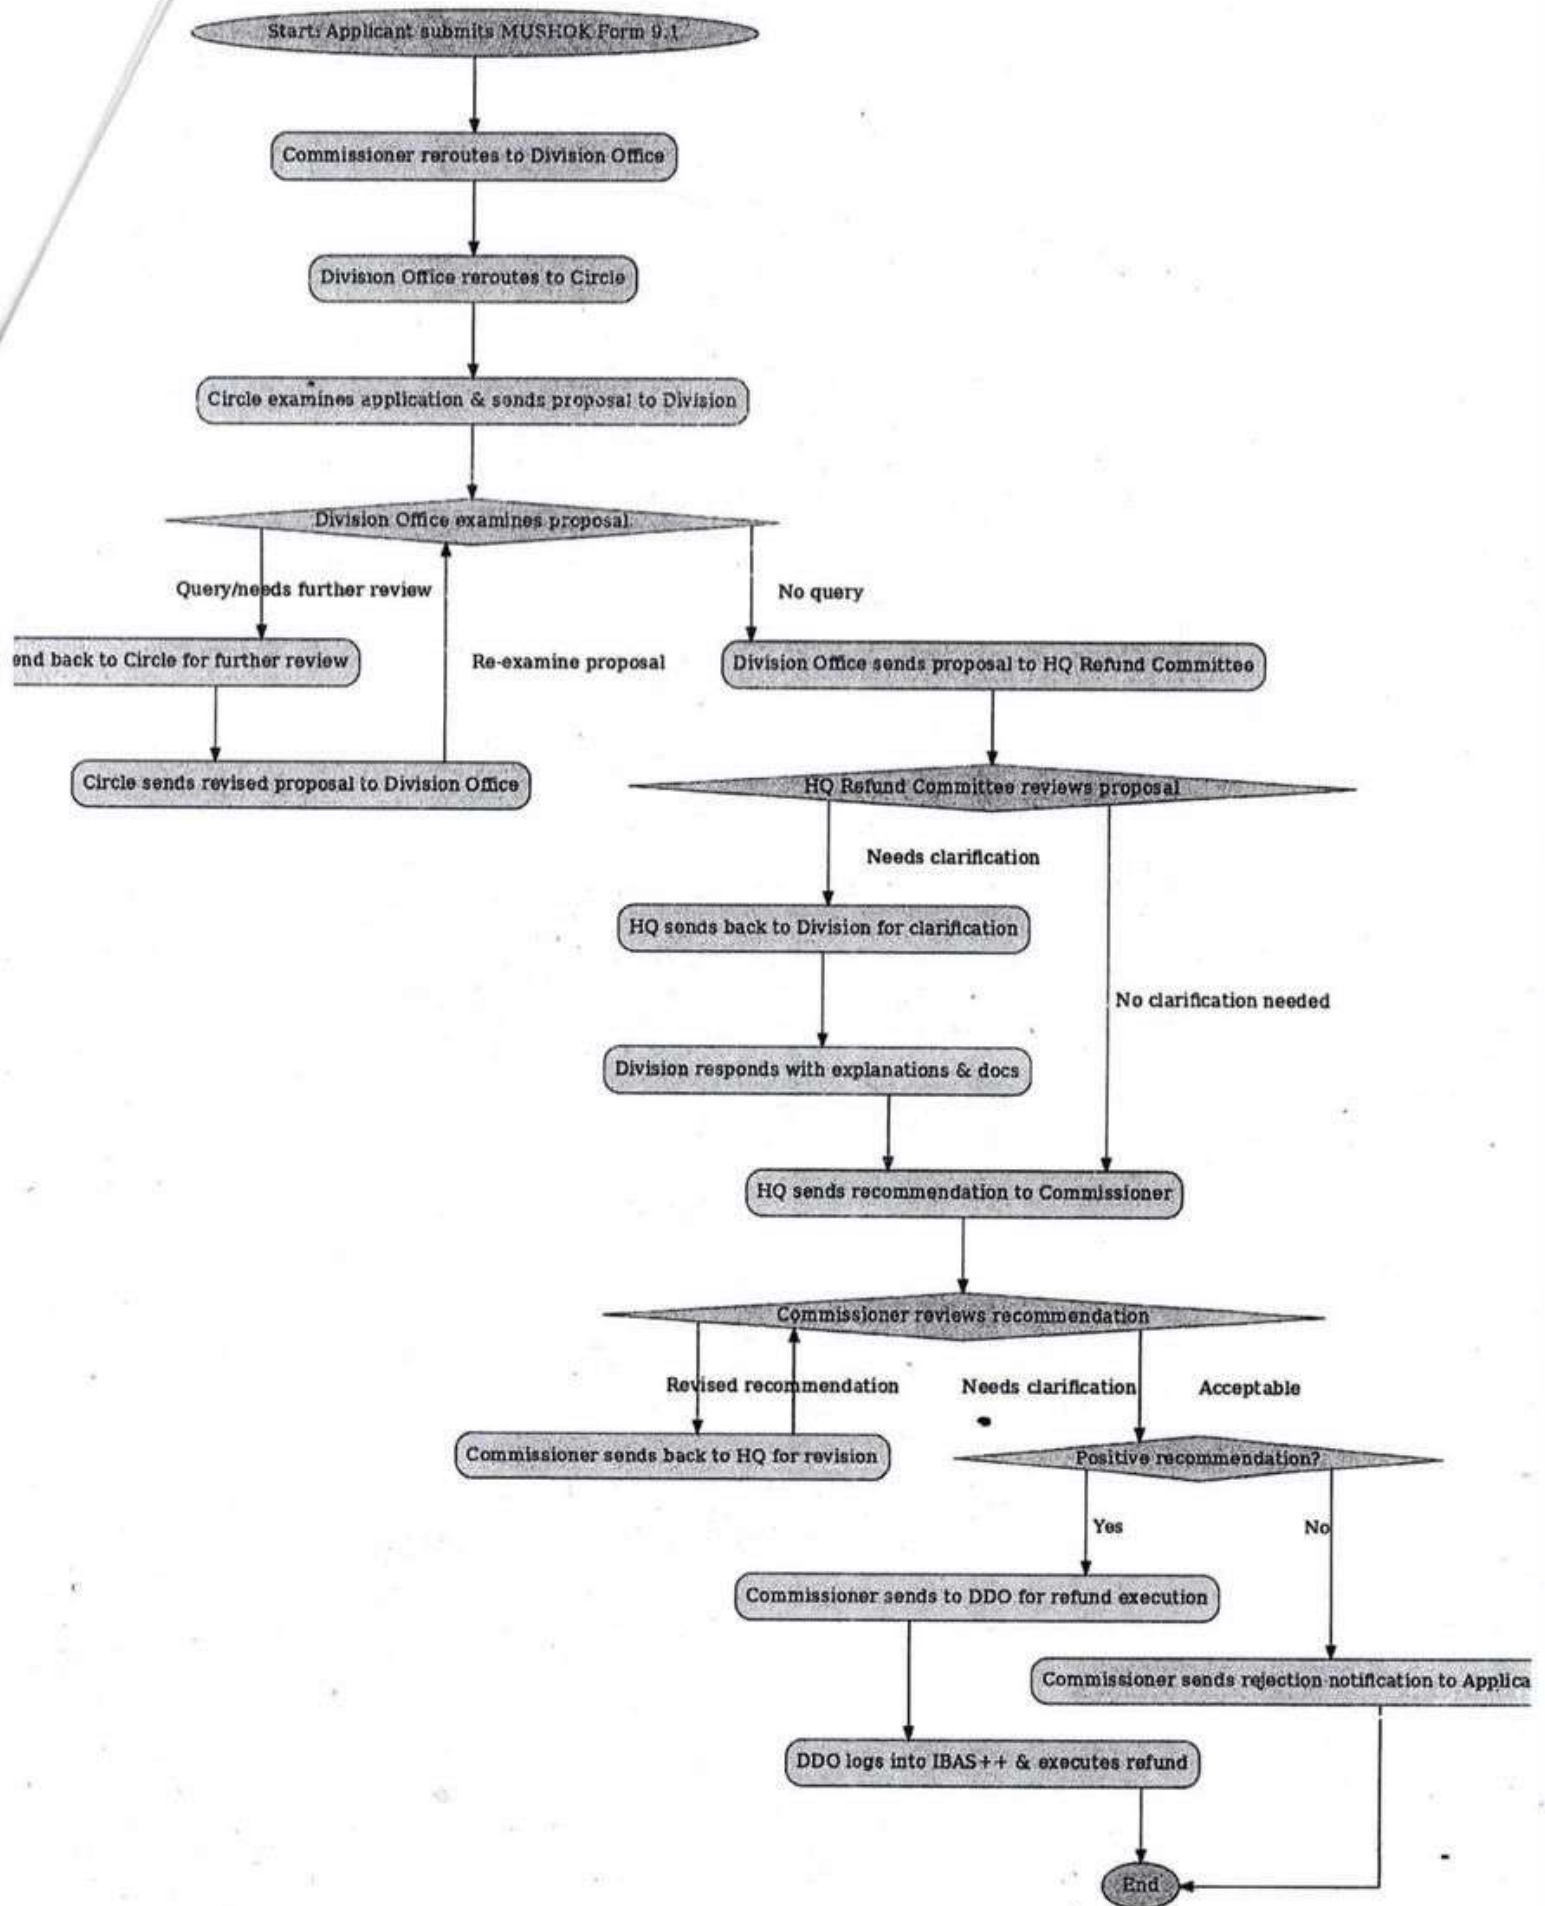 Start: Applicant submits MUSHOK Form 9.1
Commissioner reroutes to Division Office
Division Office reroutes to Circle
Circle examines application & sends proposal to Division
Division Office examines proposal
Query/needs further review
No query
end back to Circle for further review
Re-examine proposal
Division Office sends proposal to HQ Refund Committee
Circle sends revised proposal to Division Office
HQ Refund Committee reviews proposal
Needs clarification
HQ sends back to Division for clarification
No clarification needed
Division responds with explanations & docs
HQ sends recommendation to Commissioner
Commissioner reviews recommendation
Revised recommendation
Needs clarification
Acceptable
Commissioner sends back to HQ for revision
Positive recommendation?
Yes
No
Commissioner sends to DDO for refund execution
Commissioner sends rejection notification to Applica
DDO logs into IBAS++ & executes refund
End